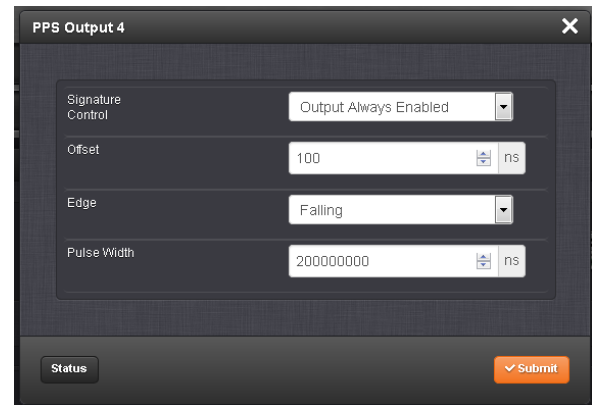 PPS Output 4
Signature
Control
Output Always Enabled
Offset
100
ns
Edge
Falling
Pulse Width
200000000
ns
Status
Submit